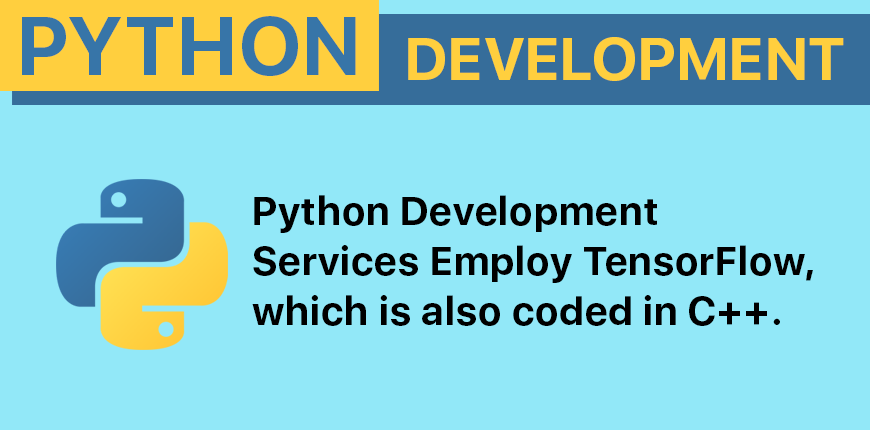 PYTHON DEVELOPMENT
Python Development
Services Employ TensorFlow,
which is also coded in C++.